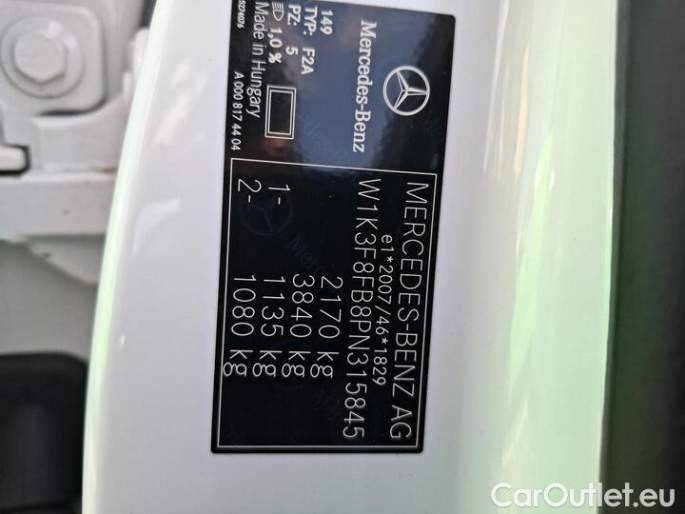 MERCEDES-BENZ AG
e1*2007/46*1829
W1K3F8FB8PN315845
2170 kg
3840 kg
1- 1135 kg
2- 1080 kg
Mercedes-Benz
149
TYP: F2A
PZ: 5
1,0 %
Made in Hungary
A 000 817 44 04
CarOutlet.eu